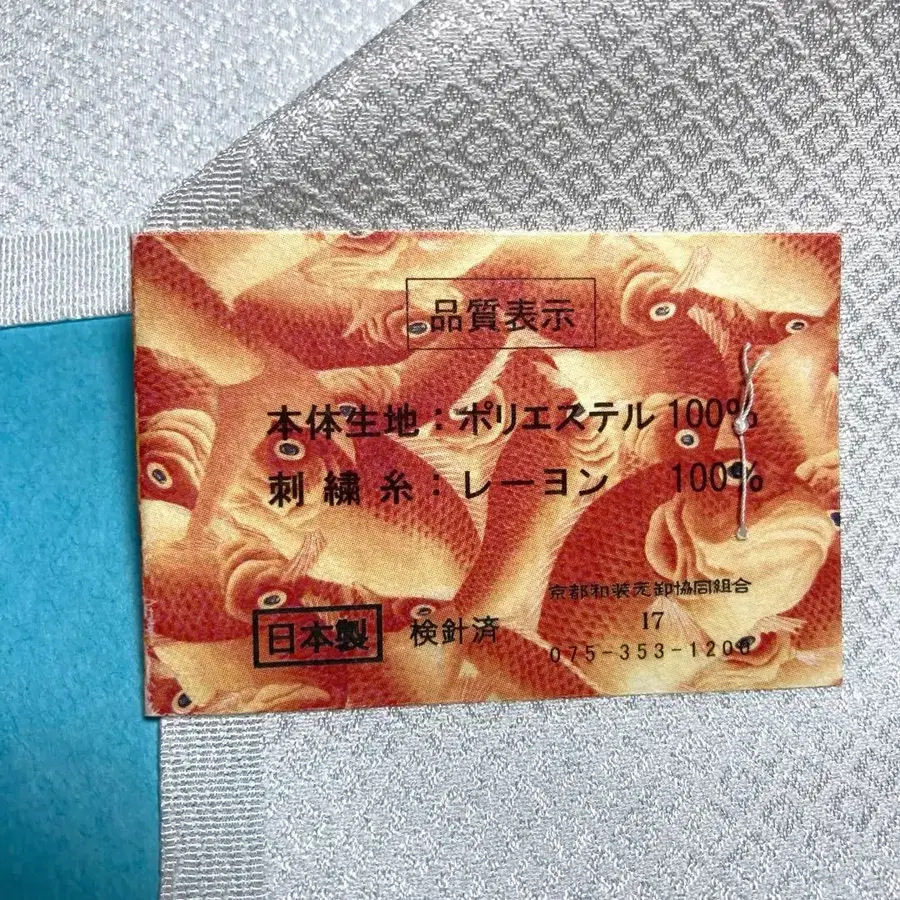 品質表示
本体生地：ポリエステル 100%
刺繍糸：レーヨン 100%
京都和装元卸協同組合
日本製 検針済 17
075-353-1200